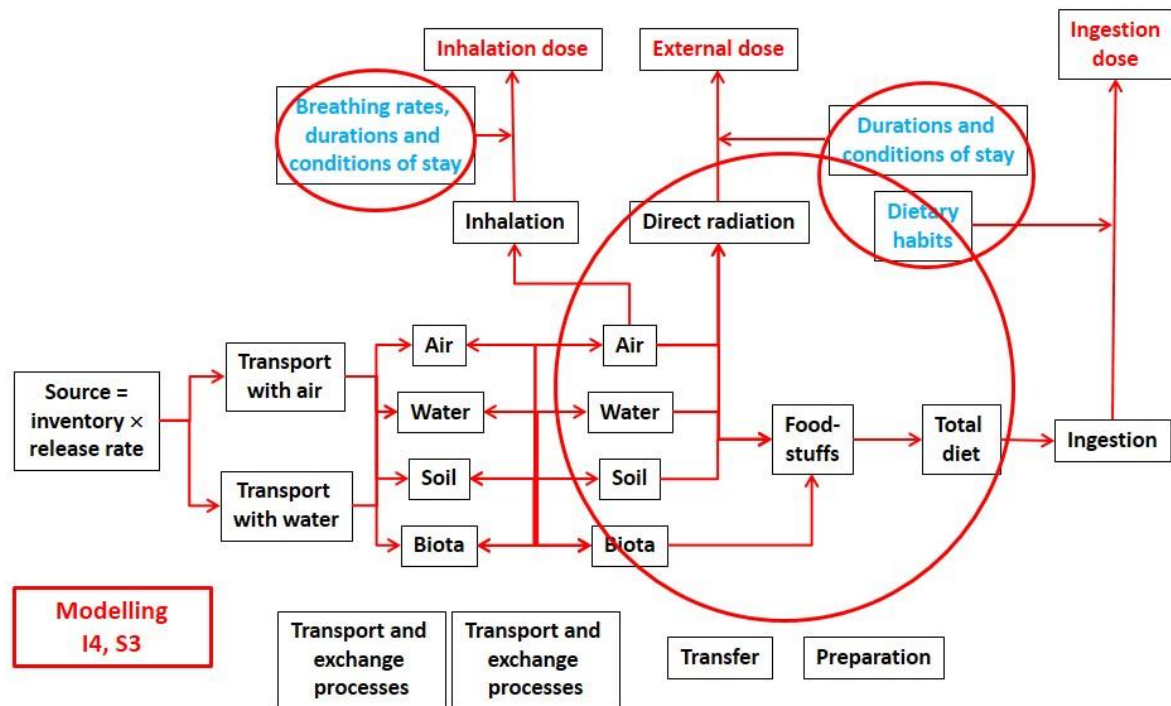 Inhalation dose
External dose
Ingestion
dose
Breathing rates,
durations and
conditions of stay
Durations and
conditions of stay
Dietary
habits
Inhalation
Direct radiation
Source =
inventory ×
release rate
Transport
with air
Transport
with water
Air
Water
Soil
Biota
Air
Water
Soil
Biota
Food-
stuffs
Total
diet
Ingestion
Modelling
I4, S3
Transport and
exchange
processes
Transport and
exchange
processes
Transfer
Preparation